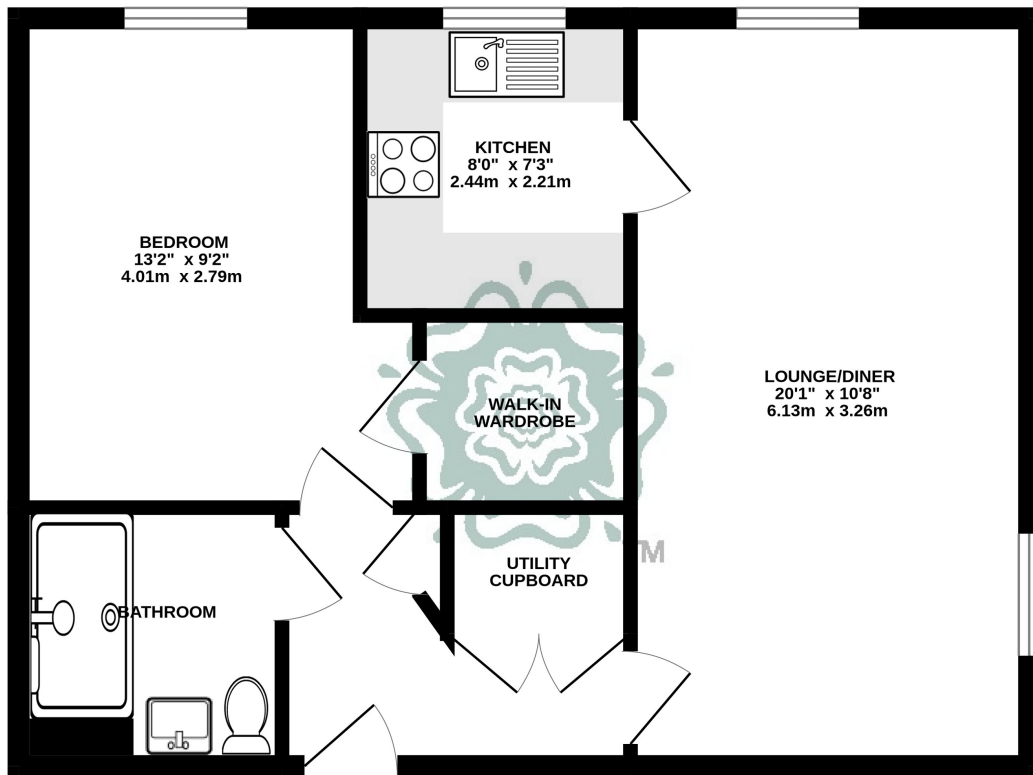 KITCHEN
8'0" x 7'3"
2.44m x 2.21m
BEDROOM
13'2" x 9'2"
4.01m x 2.79m
LOUNGE/DINER
20'1" x 10'8"
6.13m x 3.26m
WALK-IN
WARDROBE
UTILITY
CUPBOARD
TM
BATHROOM